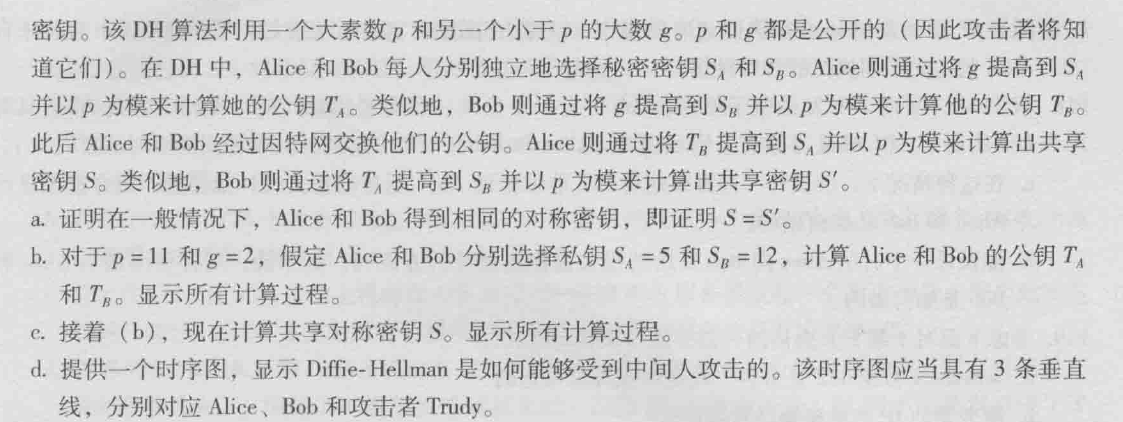 密钥。该 DH 算法利用一个大素数 p 和另一个小于 p 的大数 g。p 和 g 都是公开的（因此攻击者将知
道它们）。在 DH 中，Alice 和 Bob 每人分别独立地选择秘密密钥 S_A 和 S_B。Alice 则通过将 g 提高到 S_A
并以 p 为模来计算她的公钥 T_A。类似地，Bob 则通过将 g 提高到 S_B 并以 p 为模来计算他的公钥 T_B。
此后 Alice 和 Bob 经过因特网交换他们的公钥。Alice 则通过将 T_B 提高到 S_A 并以 p 为模来计算出共享
密钥 S。类似地，Bob 则通过将 T_A 提高到 S_B 并以 p 为模来计算出共享密钥 S′。
a. 证明在一般情况下，Alice 和 Bob 得到相同的对称密钥，即证明 S = S′。
b. 对于 p = 11 和 g = 2，假定 Alice 和 Bob 分别选择私钥 S_A = 5 和 S_B = 12，计算 Alice 和 Bob 的公钥 T_A
和 T_B。显示所有计算过程。
c. 接着（b），现在计算共享对称密钥 S。显示所有计算过程。
d. 提供一个时序图，显示 Diffie-Hellman 是如何能够受到中间人攻击的。该时序图应当具有 3 条垂直
线，分别对应 Alice、Bob 和攻击者 Trudy。